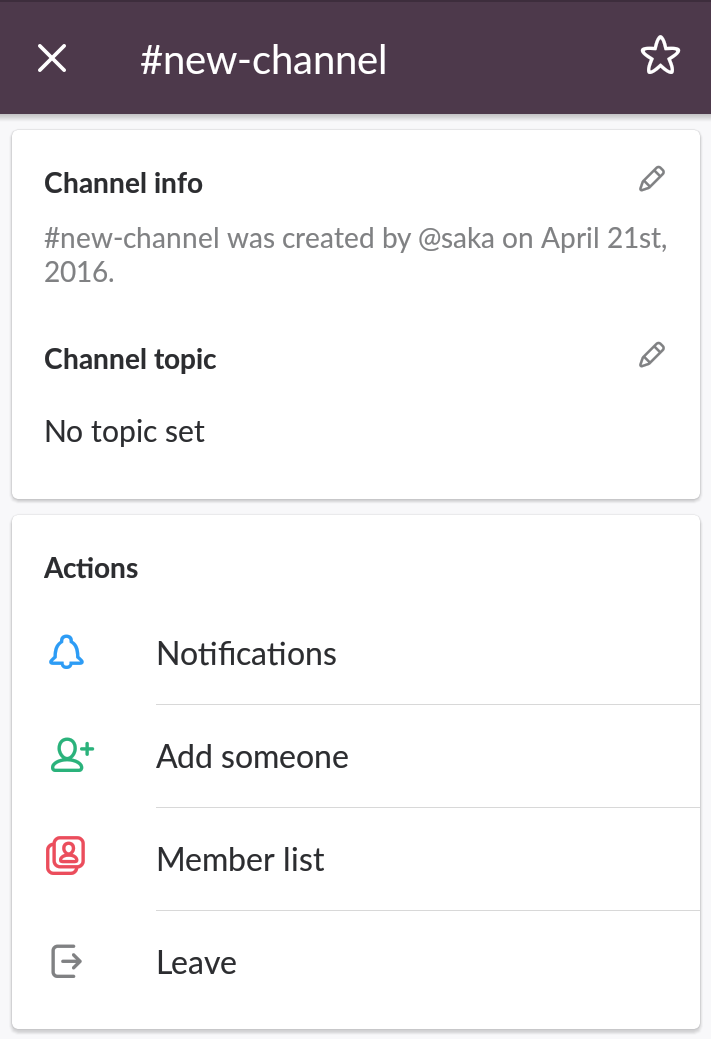 #new-channel
Channel info
#new-channel was created by @saka on April 21st,
2016.
Channel topic
No topic set
Actions
Notifications
Add someone
Member list
Leave